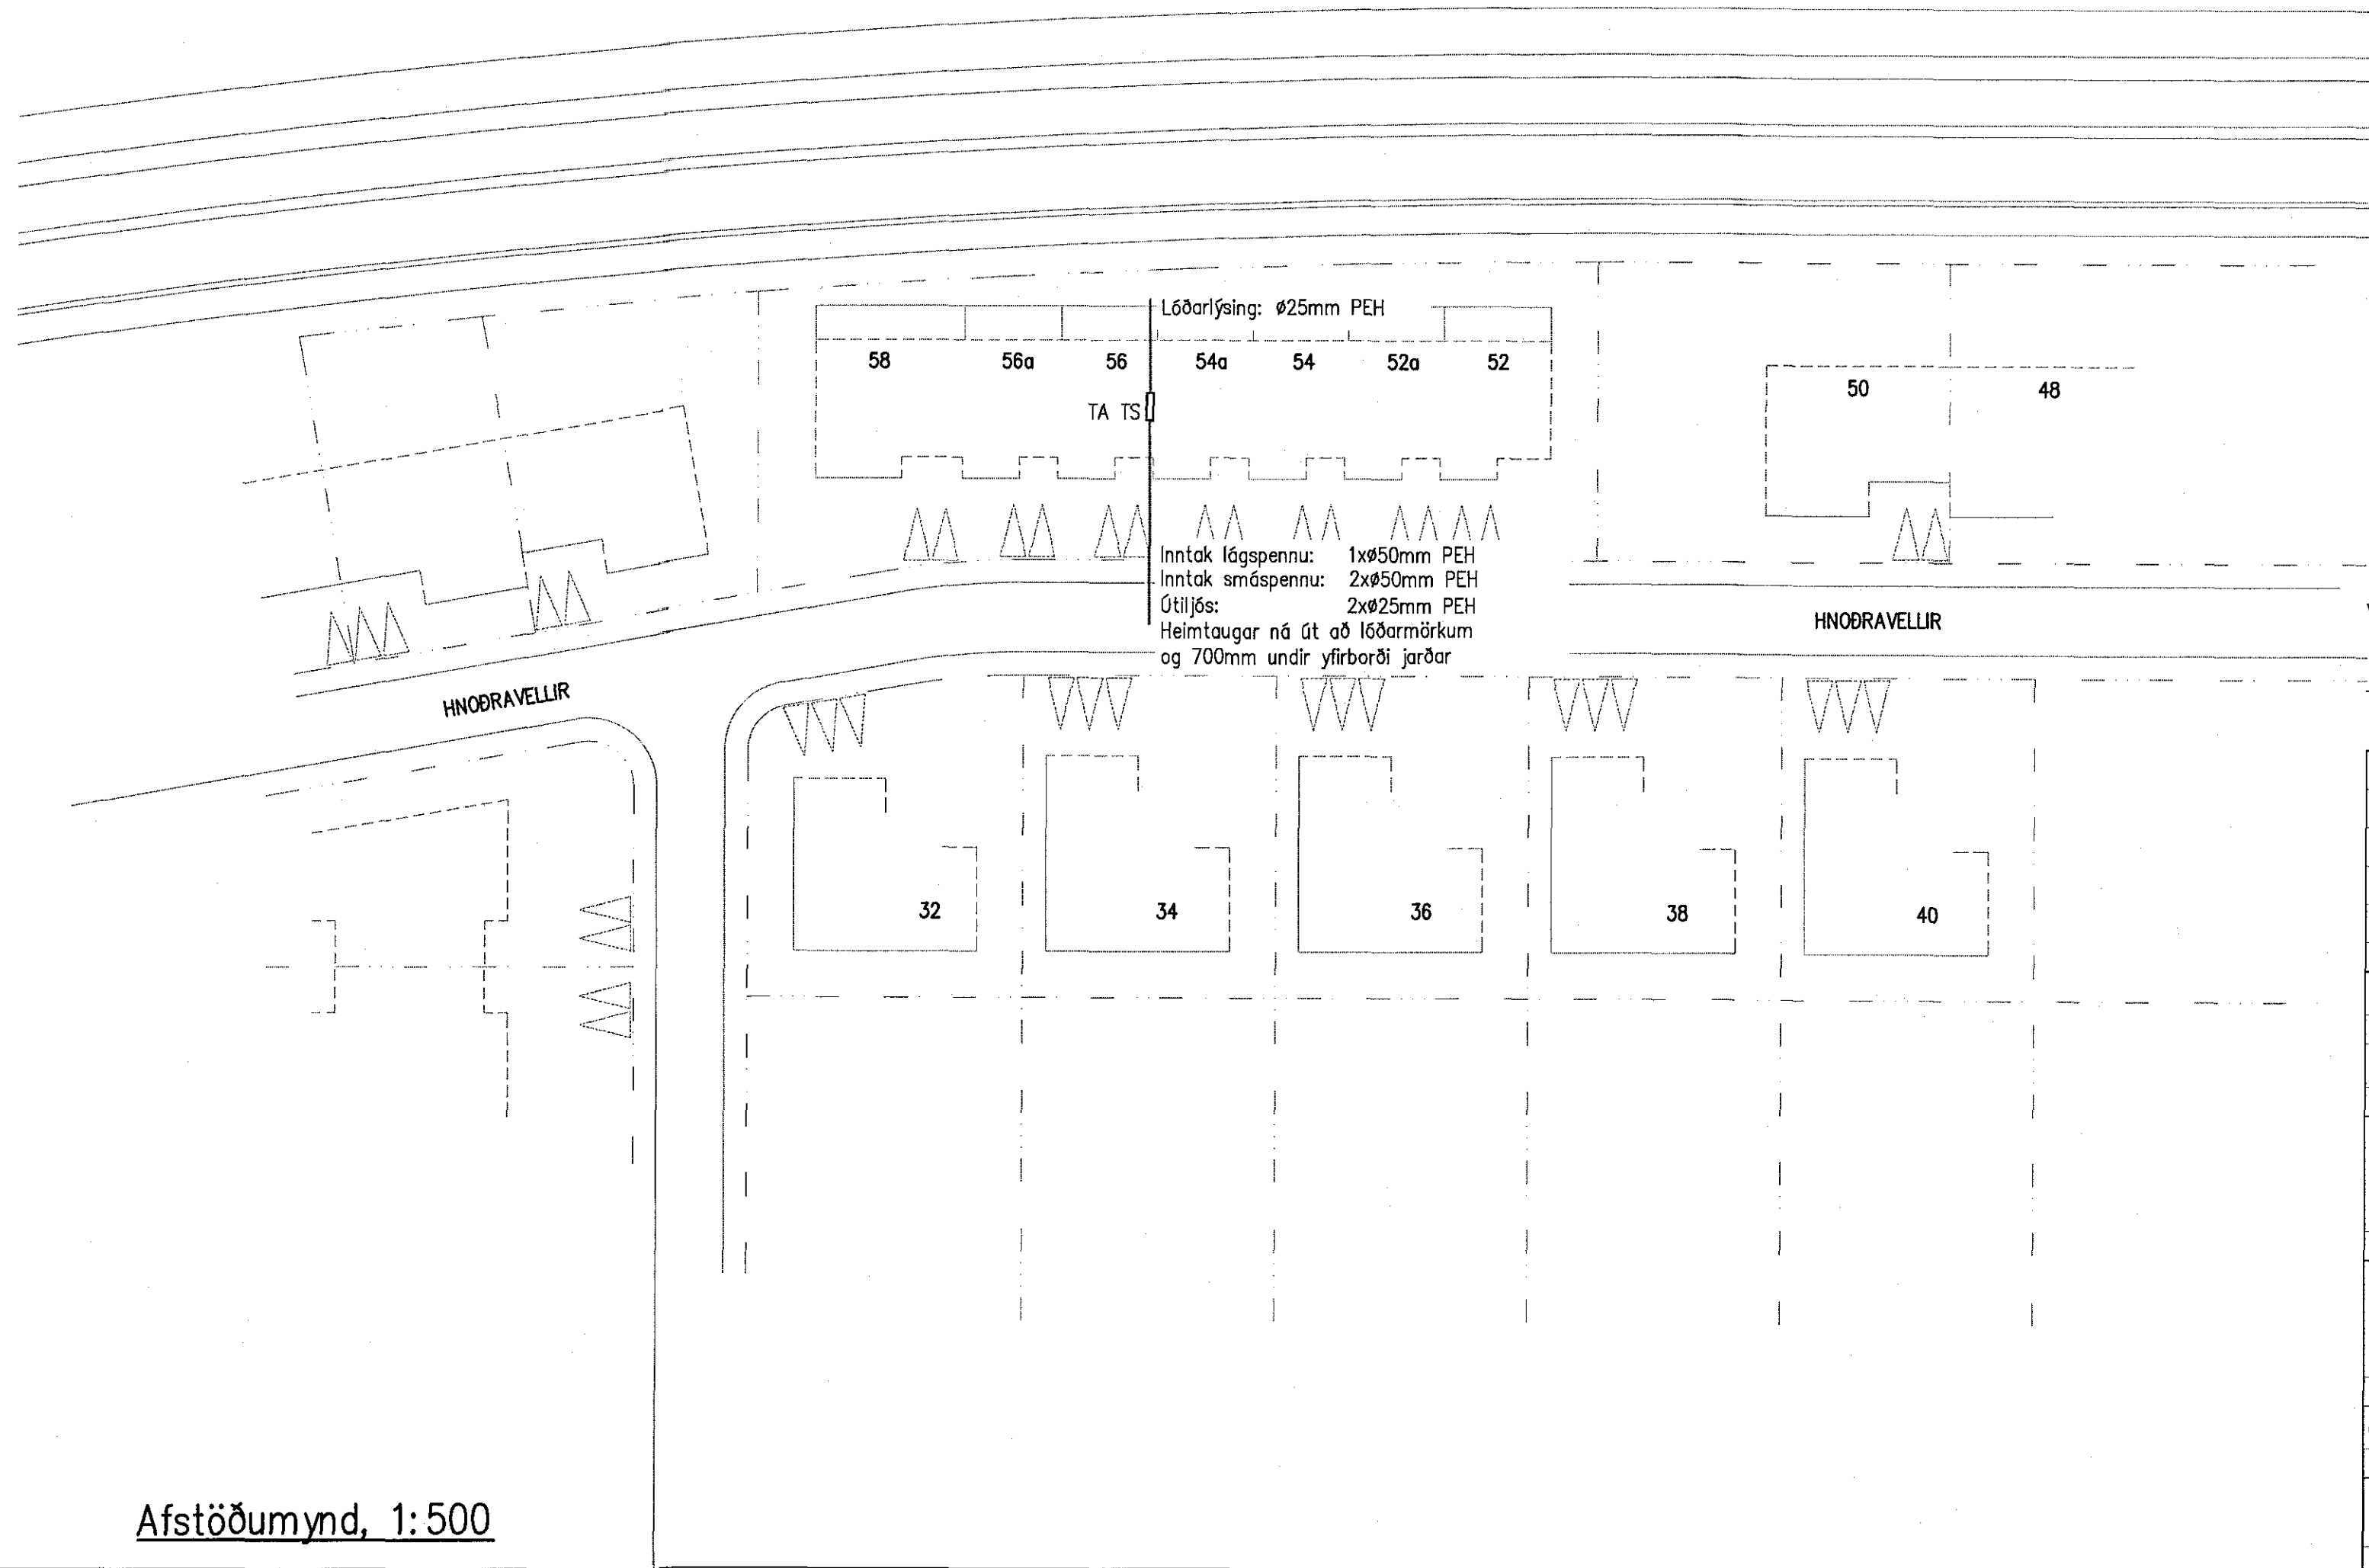 Lóðarlýsing: ø25mm PEH
58 56a 56 54a 54 52a 52
50 48
TA TS
Inntak lágspennu: 1xø50mm PEH
Inntak smáspennu: 2xø50mm PEH
Útiljós: 2xø25mm PEH
Heimtaugar ná út að lóðarmörkum
og 700mm undir yfirborði jarðar
HNOÐRAVELLIR
HNOÐRAVELLIR
32 34 36 38 40
Afstöðumynd, 1:500